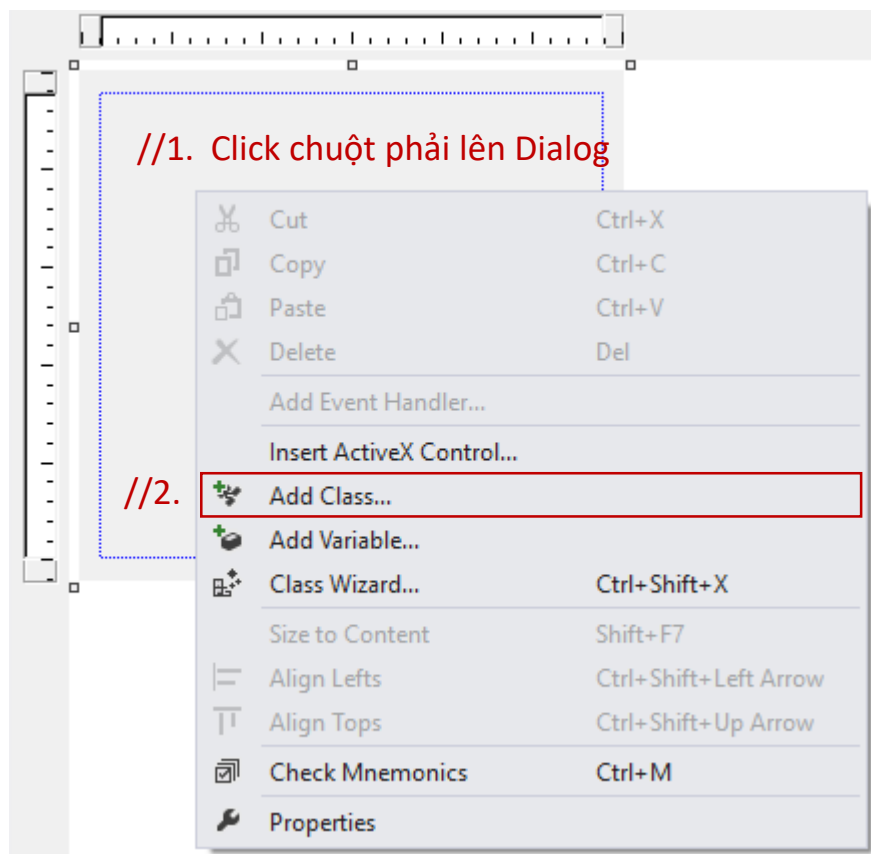 //1. Click chuột phải lên Dialog
Cut Ctrl+X
Copy Ctrl+C
Paste Ctrl+V
Delete Del
Add Event Handler...
Insert ActiveX Control...
//2. Add Class...
Add Variable...
Class Wizard... Ctrl+Shift+X
Size to Content Shift+F7
Align Lefts Ctrl+Shift+Left Arrow
Align Tops Ctrl+Shift+Up Arrow
Check Mnemonics Ctrl+M
Properties